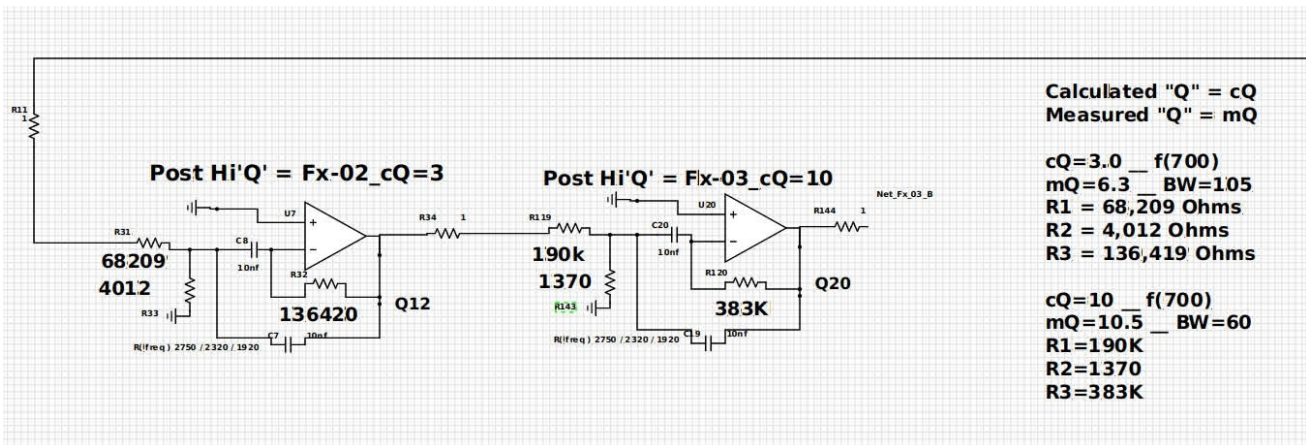 R11
1
Post Hi'Q' = Fx-02_cQ=3
R31
68209
4012
R33
C8
10nf
U7
+
−
R32
136420
C7
10nf
Q12
R(!freq) 2750 / 2320 / 1920
R34
1
Post Hi'Q' = Fx-03_cQ=10
R119
190k
1370
R143
C20
10nf
U20
+
−
R120
383K
C19
10nf
Q20
R(!freq) 2750 / 2320 / 1920
R144
1
Net_Fx_03_B
Calculated "Q" = cQ
Measured "Q" = mQ
cQ=3.0 __ f(700)
mQ=6.3 __ BW=105
R1 = 68,209 Ohms
R2 = 4,012 Ohms
R3 = 136,419 Ohms
cQ=10 __ f(700)
mQ=10.5 __ BW=60
R1=190K
R2=1370
R3=383K